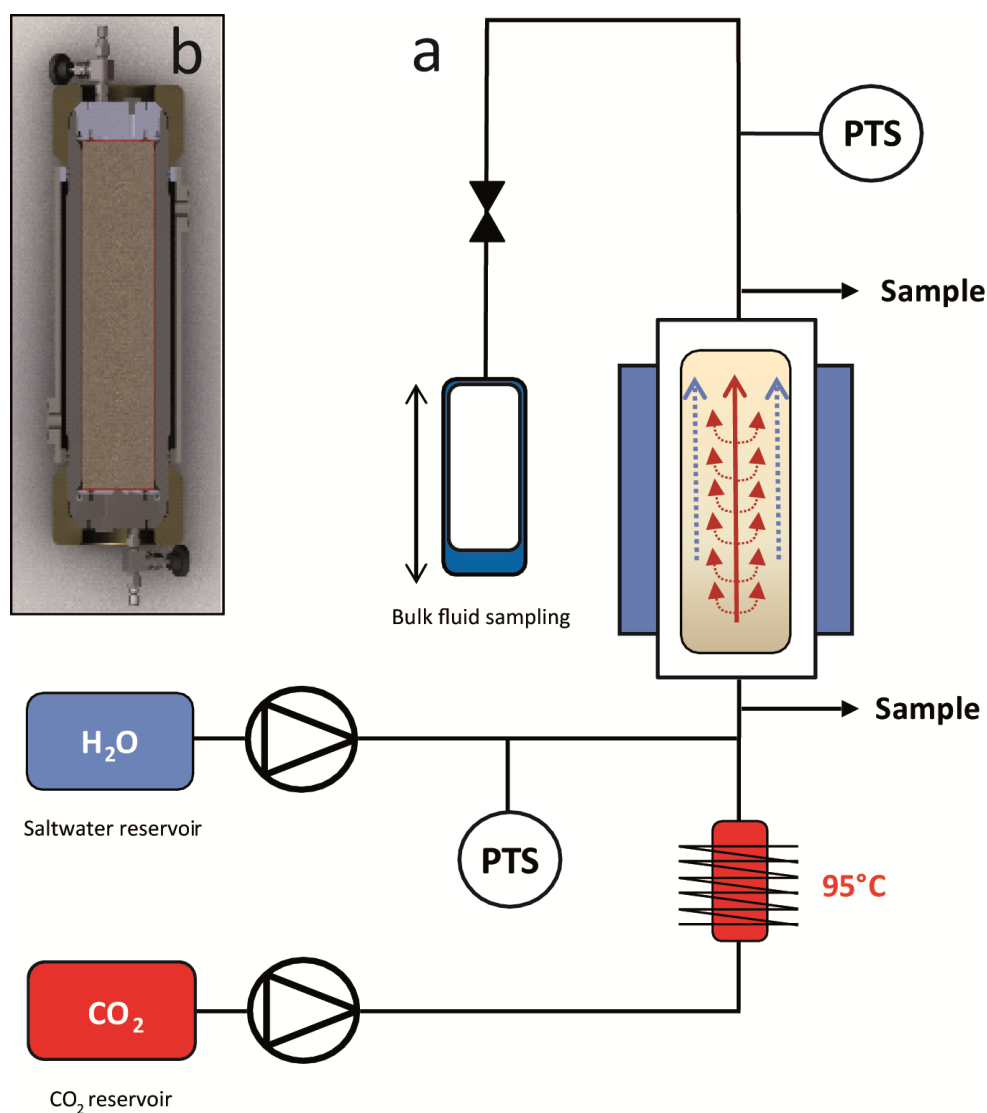 b
a
PTS
Sample
Bulk fluid sampling
Sample
H₂O
Saltwater reservoir
PTS
95°C
CO₂
CO₂ reservoir